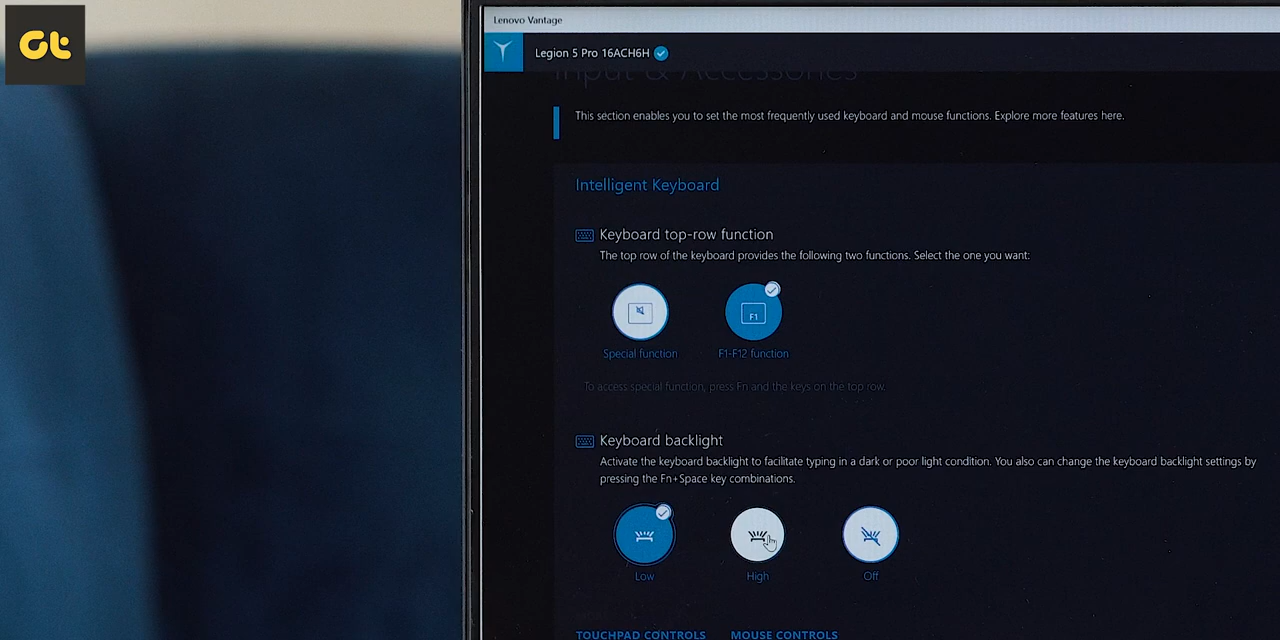 Gt
Lenovo Vantage
Legion 5 Pro 16ACH6H
Input & Accessories
This section enables you to set the most frequently used keyboard and mouse functions. Explore more features here.
Intelligent Keyboard
Keyboard top-row function
The top row of the keyboard provides the following two functions. Select the one you want:
F1
Special function
F1-F12 function
To access special function, press Fn and the keys on the top row.
Keyboard backlight
Activate the keyboard backlight to facilitate typing in a dark or poor light condition. You also can change the keyboard backlight settings by
pressing the Fn+Space key combinations.
Low
High
Off
TOUCHPAD CONTROLS
MOUSE CONTROLS